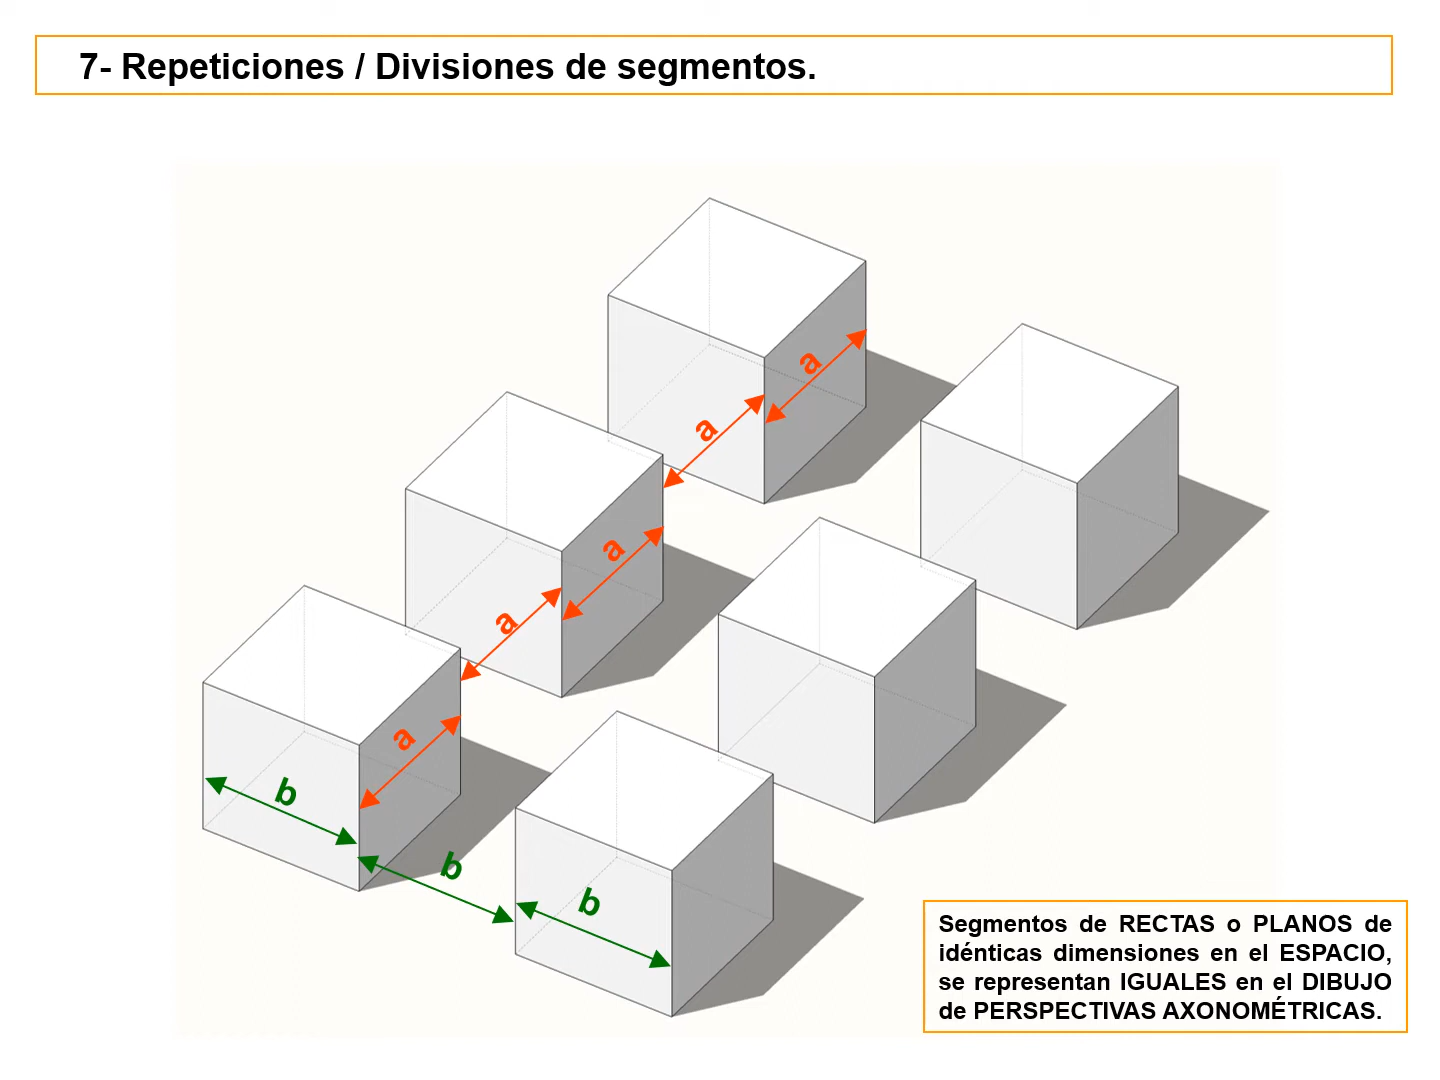 7- Repeticiones / Divisiones de segmentos.
a
a
a
a
a
b
b
b
Segmentos de RECTAS o PLANOS de
idénticas dimensiones en el ESPACIO,
se representan IGUALES en el DIBUJO
de PERSPECTIVAS AXONOMÉTRICAS.